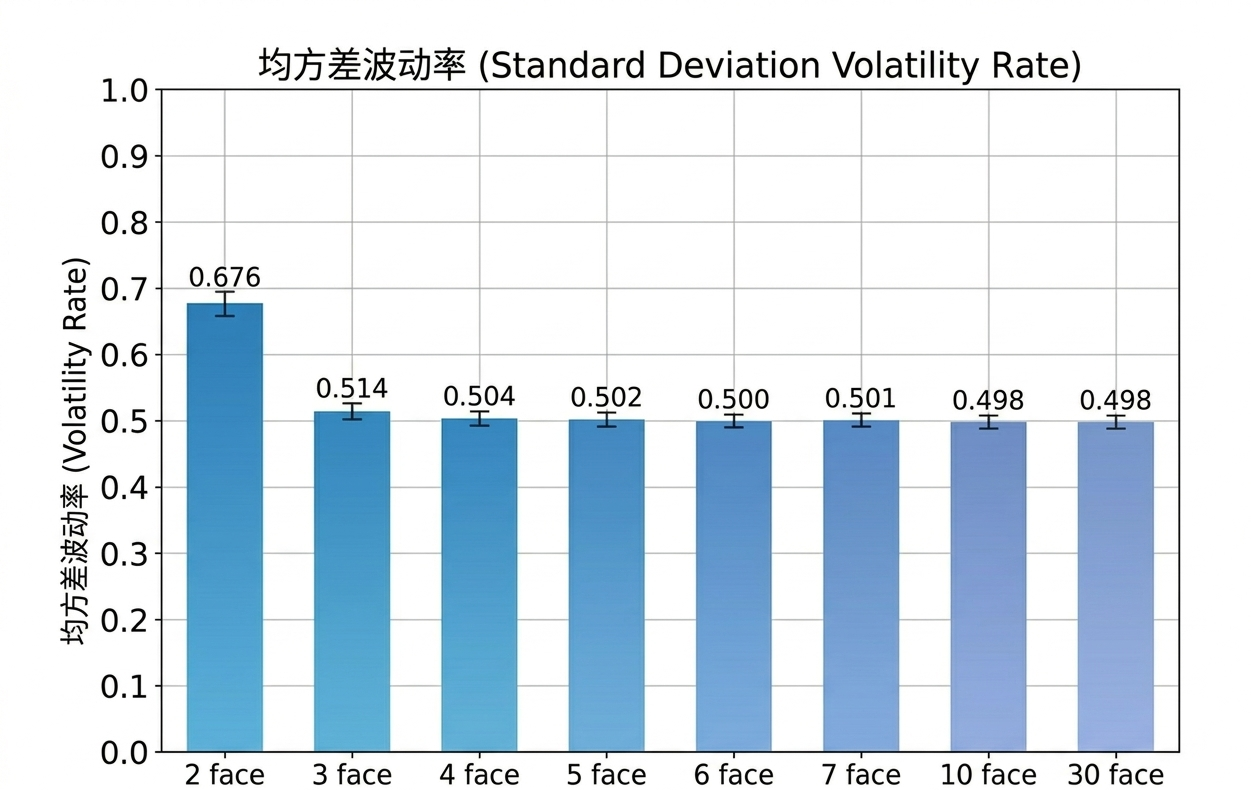 均方差波动率 (Standard Deviation Volatility Rate)
均方差波动率 (Volatility Rate)
1.0
0.9
0.8
0.7
0.6
0.5
0.4
0.3
0.2
0.1
0.0
0.676
0.514
0.504
0.502
0.500
0.501
0.498
0.498
2 face
3 face
4 face
5 face
6 face
7 face
10 face
30 face